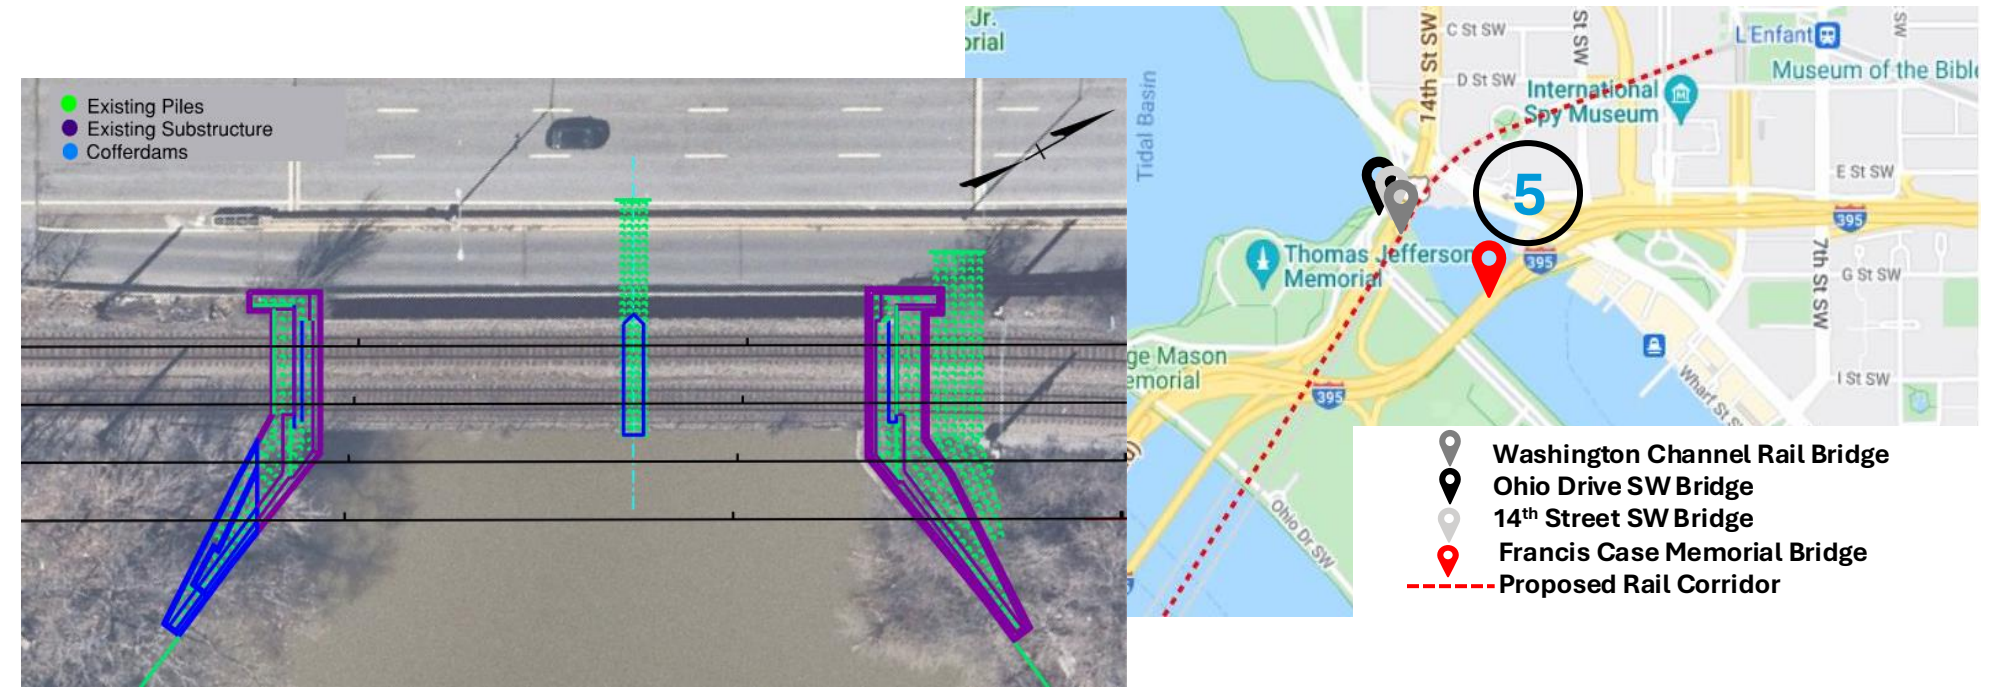 Existing Piles
Existing Substructure
Cofferdams
Jr.
orial
Tidal Basin
14th St SW
C St SW
St SW
D St SW
L'Enfant
SW
Museum of the Bible
International
Spy Museum
E St SW
5
395
395
Thomas Jefferson
Memorial
7th St SW
G St SW
ge Mason
emorial
395
I St SW
Wharf St S
Ohio Dr SW
Washington Channel Rail Bridge
Ohio Drive SW Bridge
14th Street SW Bridge
Francis Case Memorial Bridge
Proposed Rail Corridor